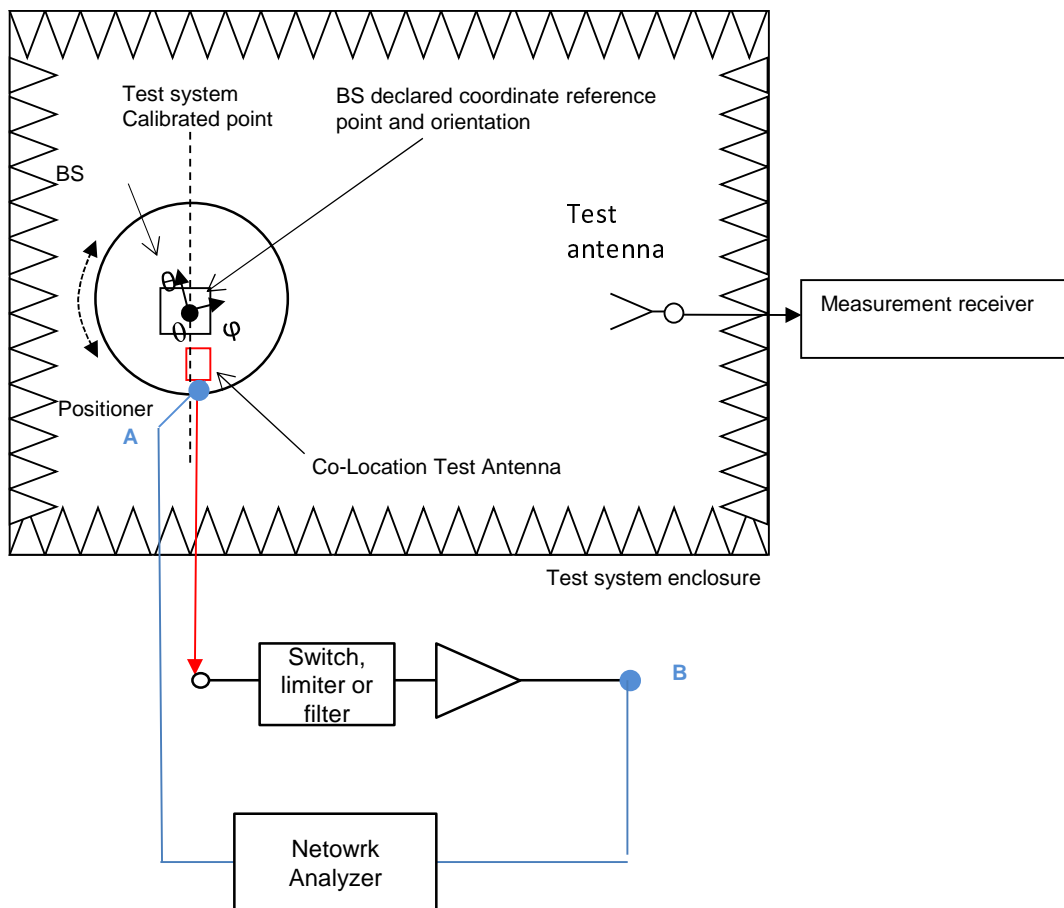 Test system
Calibrated point
BS declared coordinate reference
point and orientation
BS
Test
antenna
Measurement receiver
θ
θ
φ
Positioner
A
Co-Location Test Antenna
Test system enclosure
Switch,
limiter or
filter
B
Netowrk
Analyzer